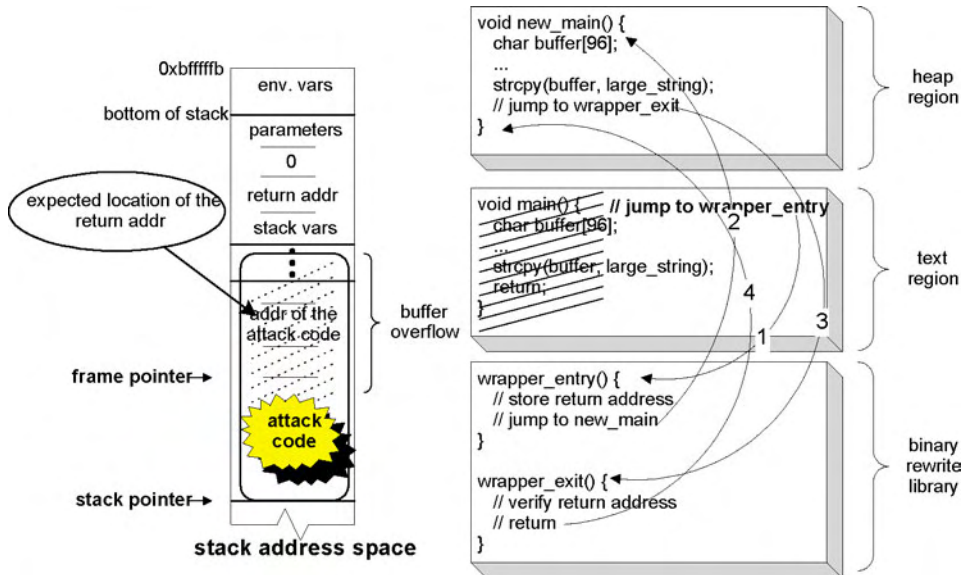 0xbfffffb
env. vars
bottom of stack
parameters
0
return addr
stack vars
expected location of the
return addr
addr of the
attack code
buffer
overflow
frame pointer
attack
code
stack pointer
stack address space
void new_main() {
char buffer[96];
...
strcpy(buffer, large_string);
// jump to wrapper_exit
}
heap
region
void main() { // jump to wrapper_entry
char buffer[96];
...
strcpy(buffer, large_string);
return;
}
text
region
2
4
1
3
wrapper_entry() {
// store return address
// jump to new_main
}
wrapper_exit() {
// verify return address
// return
}
binary
rewrite
library